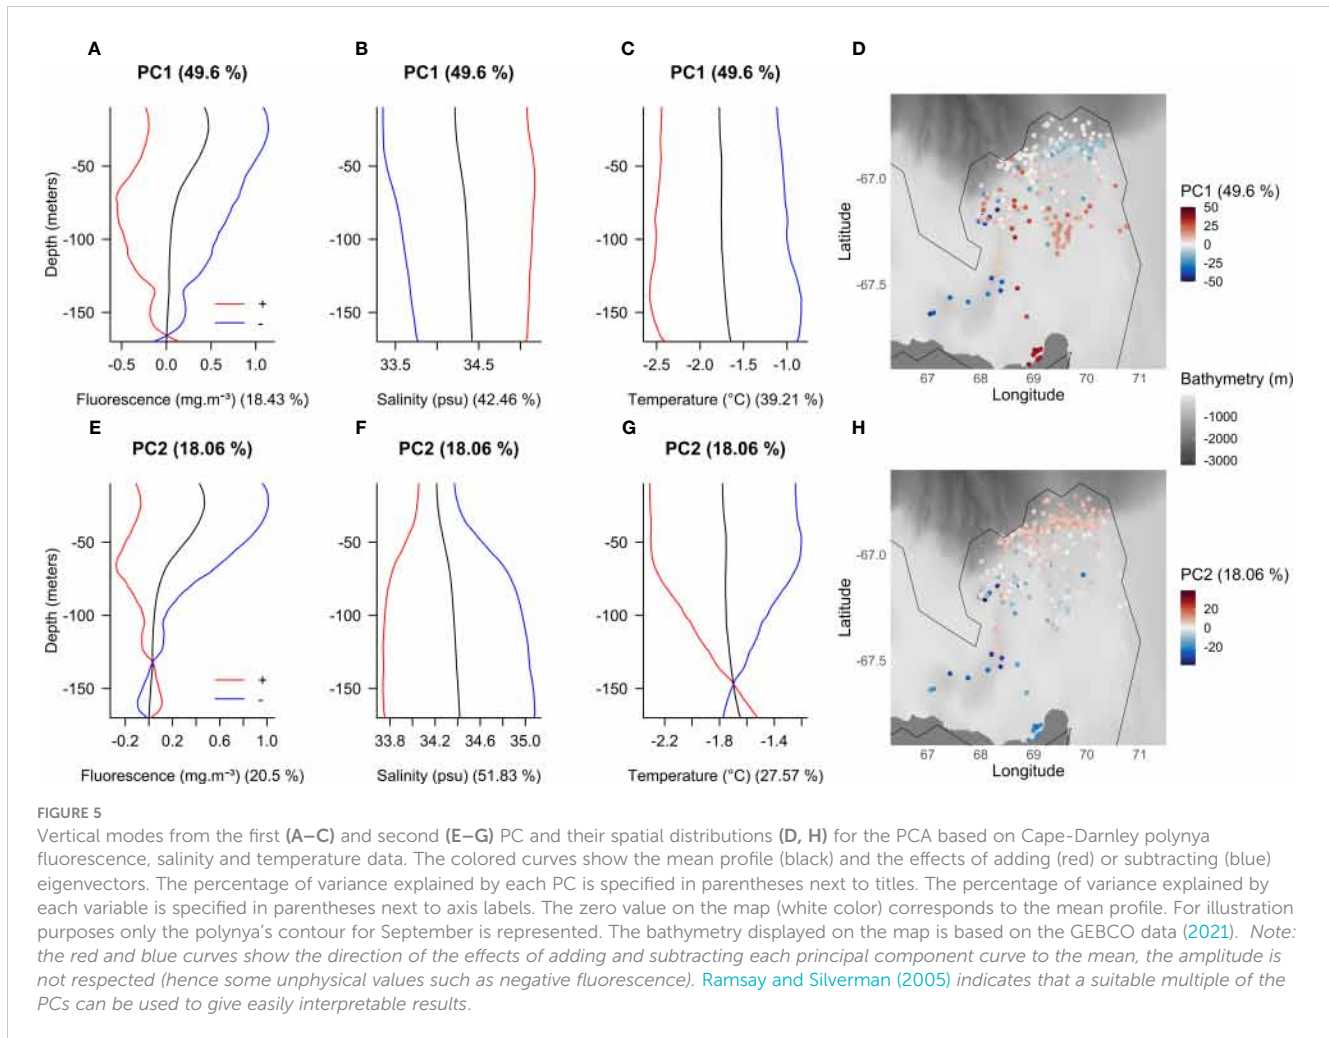 A
B
C
D
PC1 (49.6 %)
PC1 (49.6 %)
PC1 (49.6 %)
Depth (meters)
-50
-100
-150
+
-
-0.5 0.0 0.5 1.0
Fluorescence (mg.m⁻³) (18.43 %)
-50
-100
-150
33.5 34.5
Salinity (psu) (42.46 %)
-50
-100
-150
-2.5 -2.0 -1.5 -1.0
Temperature (°C) (39.21 %)
Latitude
-67.0
-67.5
67 68 69 70 71
Longitude
PC1 (49.6 %)
50
25
0
-25
-50
Bathymetry (m)
-1000
-2000
-3000
E
F
G
H
PC2 (18.06 %)
PC2 (18.06 %)
PC2 (18.06 %)
Depth (meters)
-50
-100
-150
+
-
-0.2 0.2 0.6 1.0
Fluorescence (mg.m⁻³) (20.5 %)
-50
-100
-150
33.8 34.2 34.6 35.0
Salinity (psu) (51.83 %)
-50
-100
-150
-2.2 -1.8 -1.4
Temperature (°C) (27.57 %)
Latitude
-67.0
-67.5
67 68 69 70 71
Longitude
PC2 (18.06 %)
20
0
-20
FIGURE 5
Vertical modes from the first (A–C) and second (E–G) PC and their spatial distributions (D, H) for the PCA based on Cape-Darnley polynya
fluorescence, salinity and temperature data. The colored curves show the mean profile (black) and the effects of adding (red) or subtracting (blue)
eigenvectors. The percentage of variance explained by each PC is specified in parentheses next to titles. The percentage of variance explained by
each variable is specified in parentheses next to axis labels. The zero value on the map (white color) corresponds to the mean profile. For illustration
purposes only the polynya's contour for September is represented. The bathymetry displayed on the map is based on the GEBCO data (2021). Note:
the red and blue curves show the direction of the effects of adding and subtracting each principal component curve to the mean, the amplitude is
not respected (hence some unphysical values such as negative fluorescence). Ramsay and Silverman (2005) indicates that a suitable multiple of the
PCs can be used to give easily interpretable results.